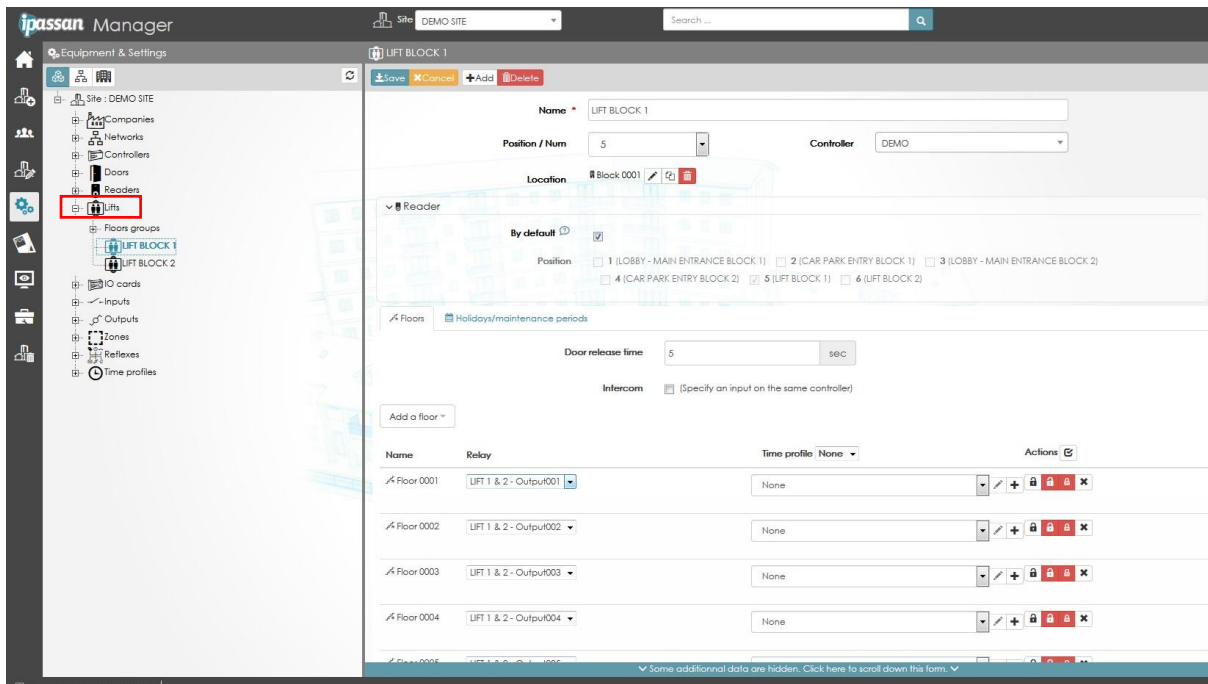 ipassan Manager
Site DEMO SITE
Search ...
Equipment & Settings
Site : DEMO SITE
Companies
Networks
Controllers
Doors
Readers
Lifts
Floors groups
LIFT BLOCK 1
LIFT BLOCK 2
IO cards
Inputs
Outputs
Zones
Reflexes
Time profiles
LIFT BLOCK 1
Save Cancel Add Delete
Name * LIFT BLOCK 1
Position / Num 5 Controller DEMO
Location Block 0001
Reader
By default
Position 1 (LOBBY - MAIN ENTRANCE BLOCK 1) 2 (CAR PARK ENTRY BLOCK 1) 3 (LOBBY - MAIN ENTRANCE BLOCK 2)
4 (CAR PARK ENTRY BLOCK 2) 5 (LIFT BLOCK 1) 6 (LIFT BLOCK 2)
Floors Holidays/maintenance periods
Door release time 5 sec
Intercom (Specify an input on the same controller)
Add a floor
Name Relay Time profile None Actions
Floor 0001 LIFT 1 & 2 - Output001 None
Floor 0002 LIFT 1 & 2 - Output002 None
Floor 0003 LIFT 1 & 2 - Output003 None
Floor 0004 LIFT 1 & 2 - Output004 None
Some additionnal data are hidden. Click here to scroll down this form.